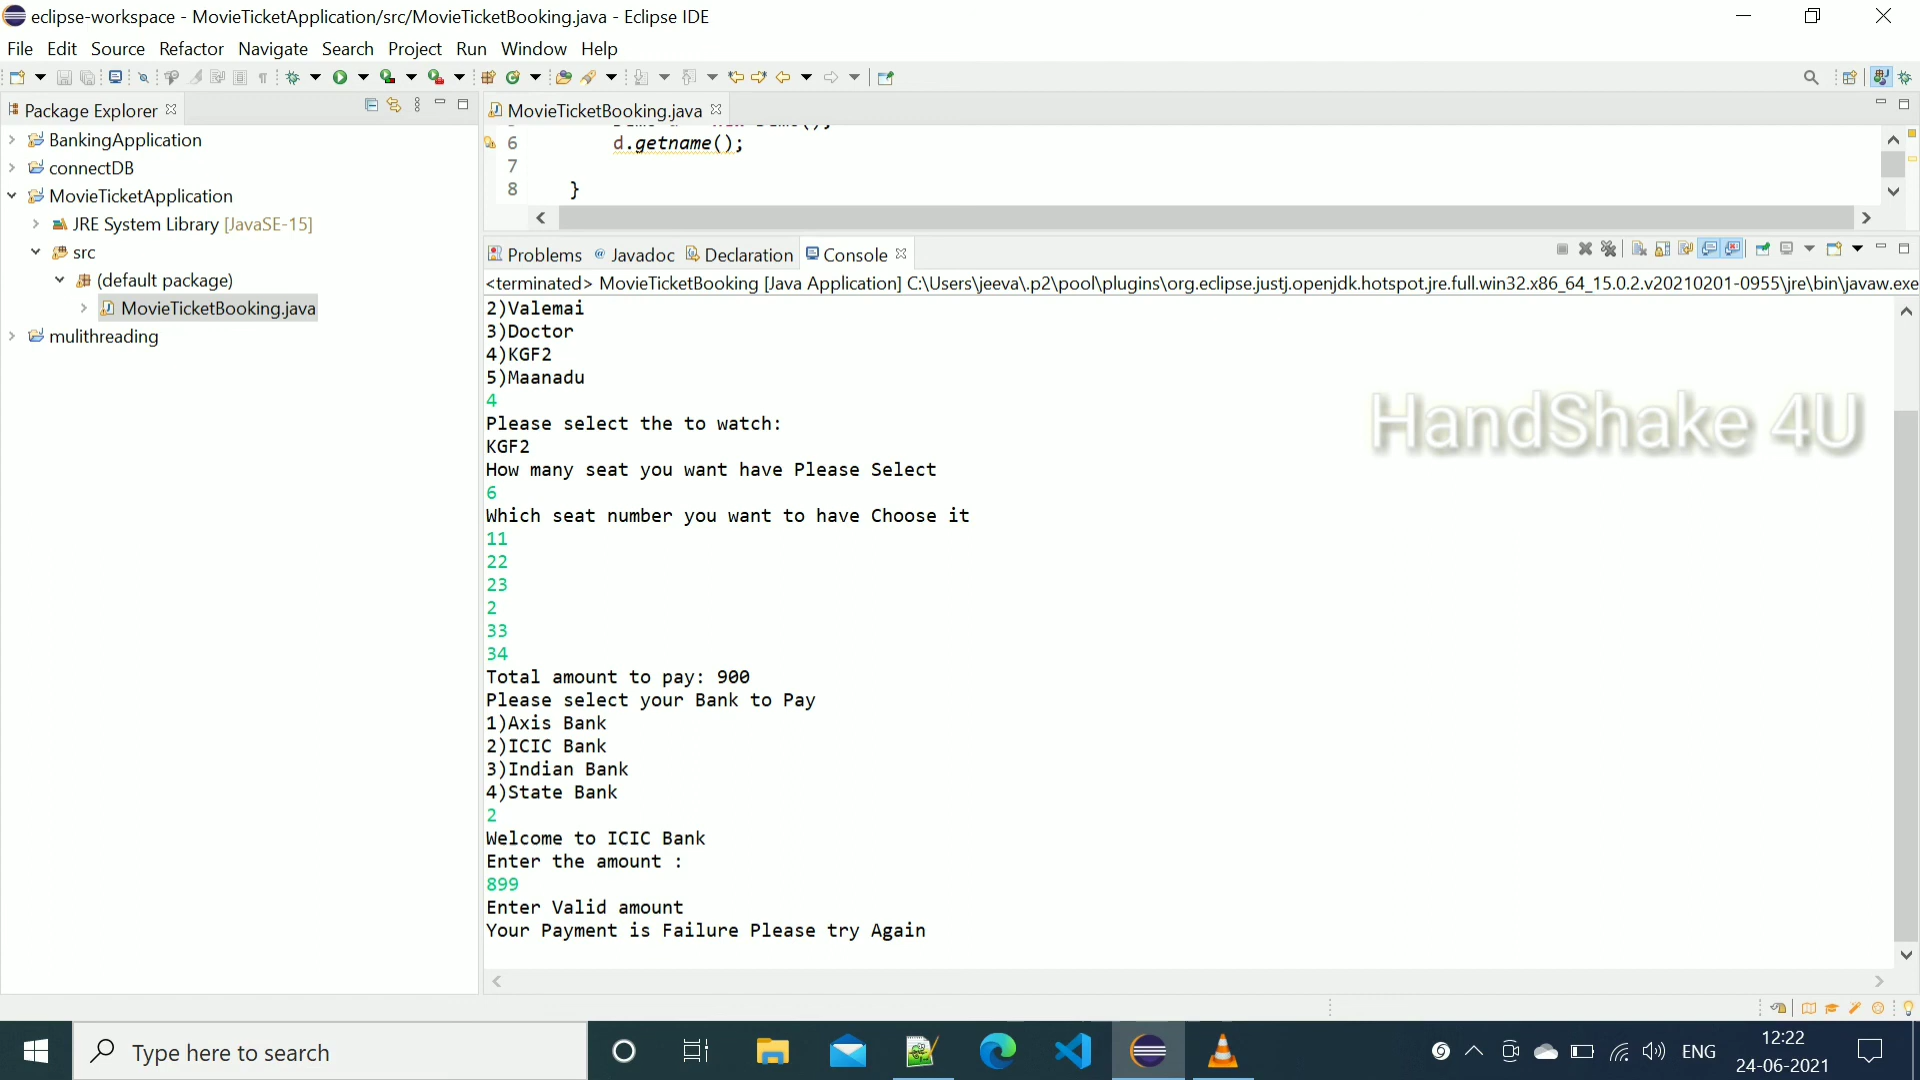 eclipse-workspace - MovieTicketApplication/src/MovieTicketBooking.java - Eclipse IDE
File Edit Source Refactor Navigate Search Project Run Window Help
Package Explorer
MovieTicketBooking.java
BankingApplication
connectDB
MovieTicketApplication
JRE System Library [JavaSE-15]
src
(default package)
MovieTicketBooking.java
mulithreading
6 d.getname();
7
8 }
Problems Javadoc Declaration Console
<terminated> MovieTicketBooking [Java Application] C:\Users\jeeva\.p2\pool\plugins\org.eclipse.justj.openjdk.hotspot.jre.full.win32.x86_64_15.0.2.v20210201-0955\jre\bin\javaw.exe
2)Valemai
3)Doctor
4)KGF2
5)Maanadu
4
Please select the to watch:
KGF2
How many seat you want have Please Select
6
Which seat number you want to have Choose it
11
22
23
2
33
34
Total amount to pay: 900
Please select your Bank to Pay
1)Axis Bank
2)ICIC Bank
3)Indian Bank
4)State Bank
2
Welcome to ICIC Bank
Enter the amount :
899
Enter Valid amount
Your Payment is Failure Please try Again
HandShake 4U
Type here to search
ENG
12:22
24-06-2021